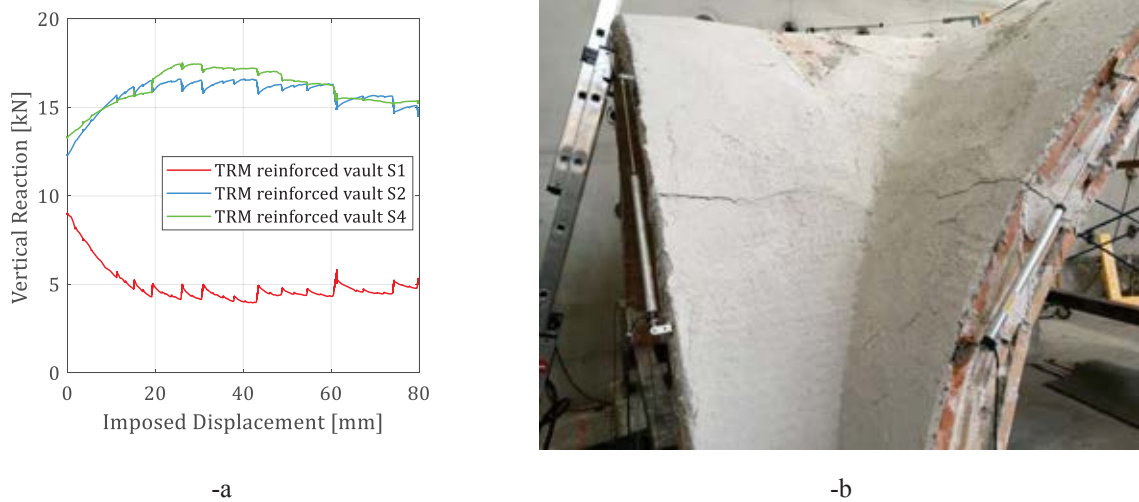 20
15
10
5
0
Vertical Reaction [kN]
TRM reinforced vault S1
TRM reinforced vault S2
TRM reinforced vault S4
0 20 40 60 80
Imposed Displacement [mm]
-a
-b